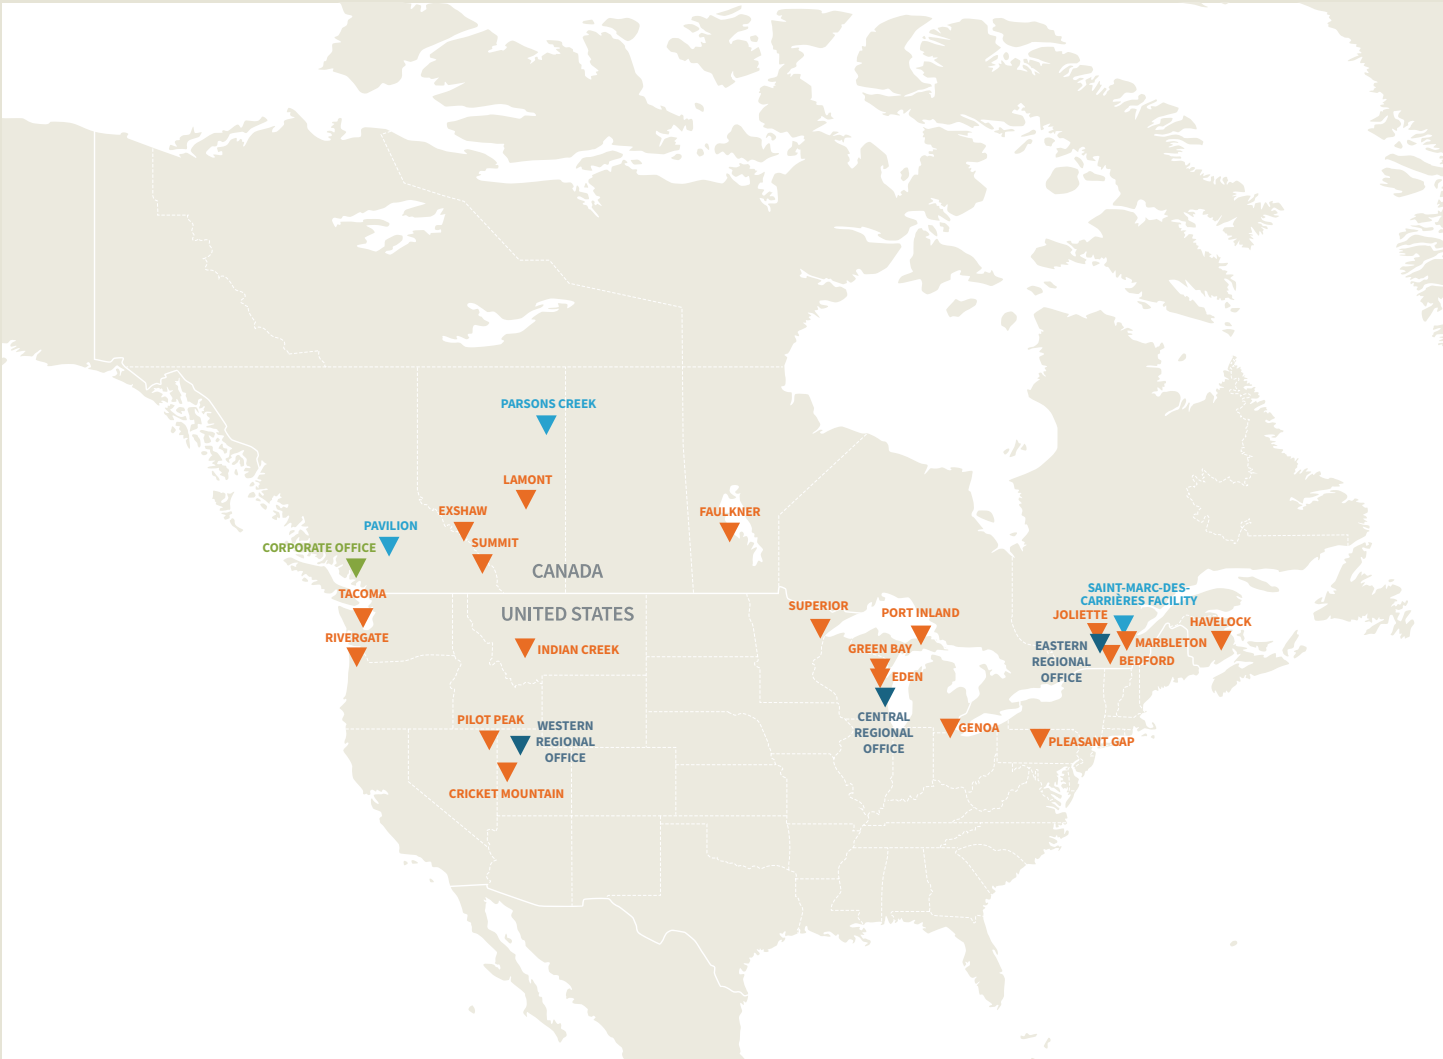 PARSONS CREEK
LAMONT
EXSHAW
FAULKNER
PAVILION
SUMMIT
CORPORATE OFFICE
CANADA
TACOMA
UNITED STATES
SUPERIOR
PORT INLAND
SAINT-MARC-DES-
CARRIÈRES FACILITY
JOLIETTE
HAVELOCK
RIVERGATE
INDIAN CREEK
GREEN BAY
EDEN
MARBLETON
EASTERN
REGIONAL
OFFICE
BEDFORD
PILOT PEAK
WESTERN
REGIONAL
OFFICE
CENTRAL
REGIONAL
OFFICE
GENOA
PLEASANT GAP
CRICKET MOUNTAIN